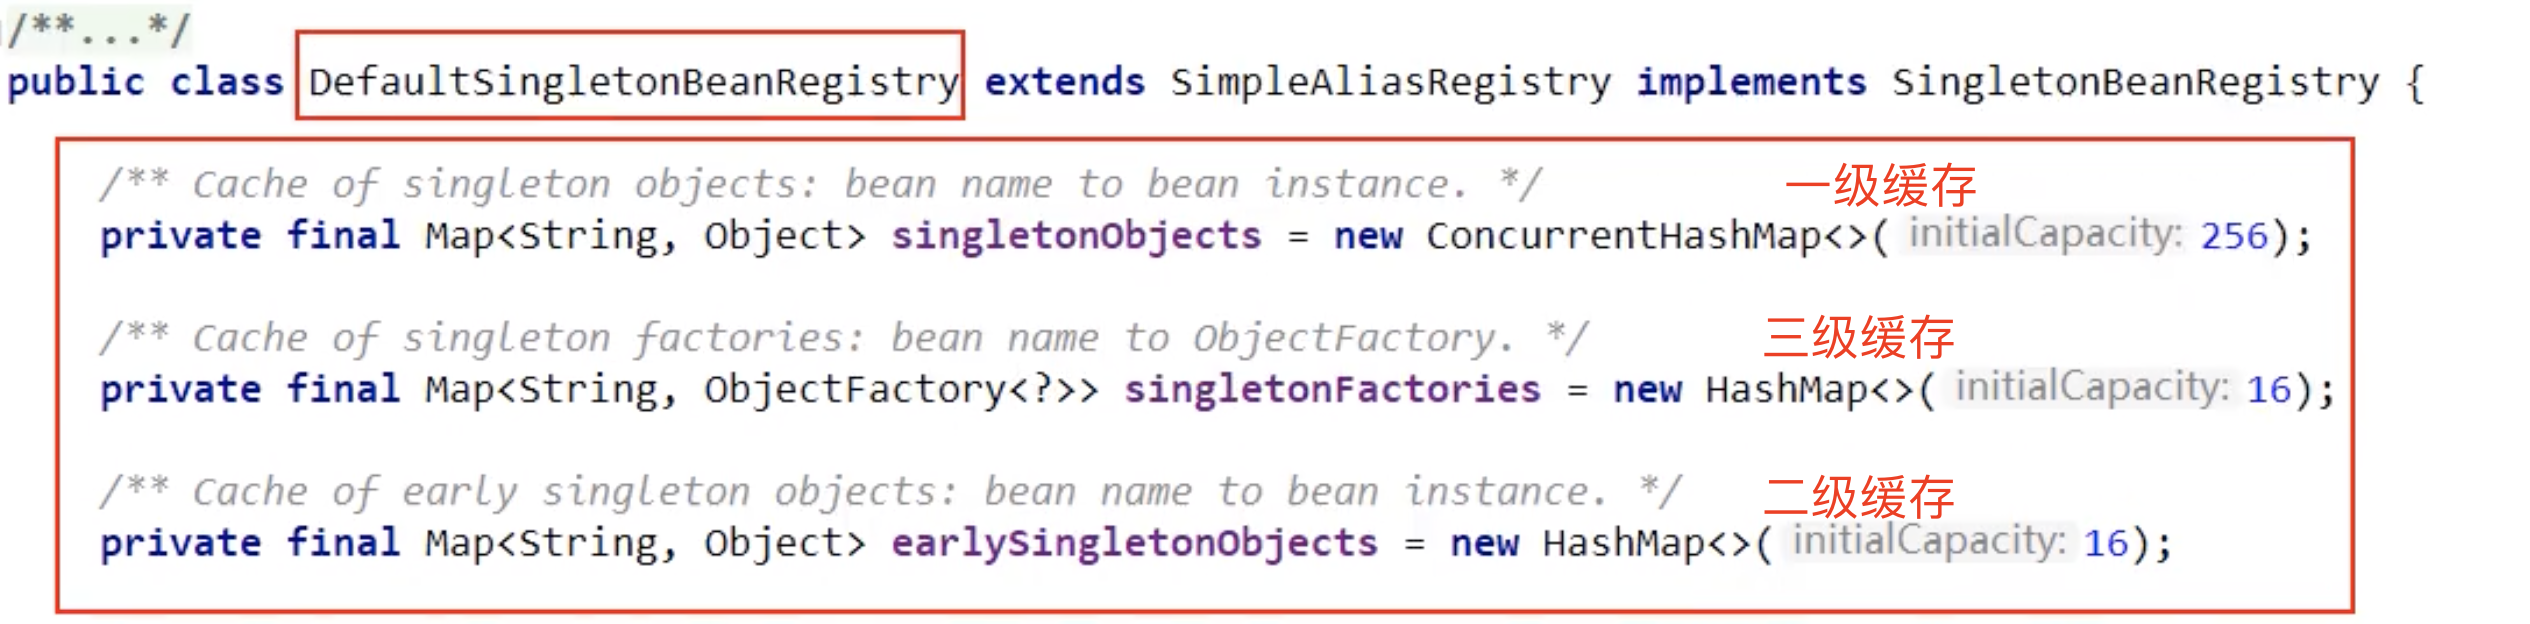 /**...*/
public class DefaultSingletonBeanRegistry extends SimpleAliasRegistry implements SingletonBeanRegistry {
/** Cache of singleton objects: bean name to bean instance. */ 一级缓存
private final Map<String, Object> singletonObjects = new ConcurrentHashMap<>( initialCapacity: 256);
/** Cache of singleton factories: bean name to ObjectFactory. */ 三级缓存
private final Map<String, ObjectFactory<?>> singletonFactories = new HashMap<>( initialCapacity: 16);
/** Cache of early singleton objects: bean name to bean instance. */ 二级缓存
private final Map<String, Object> earlySingletonObjects = new HashMap<>( initialCapacity: 16);